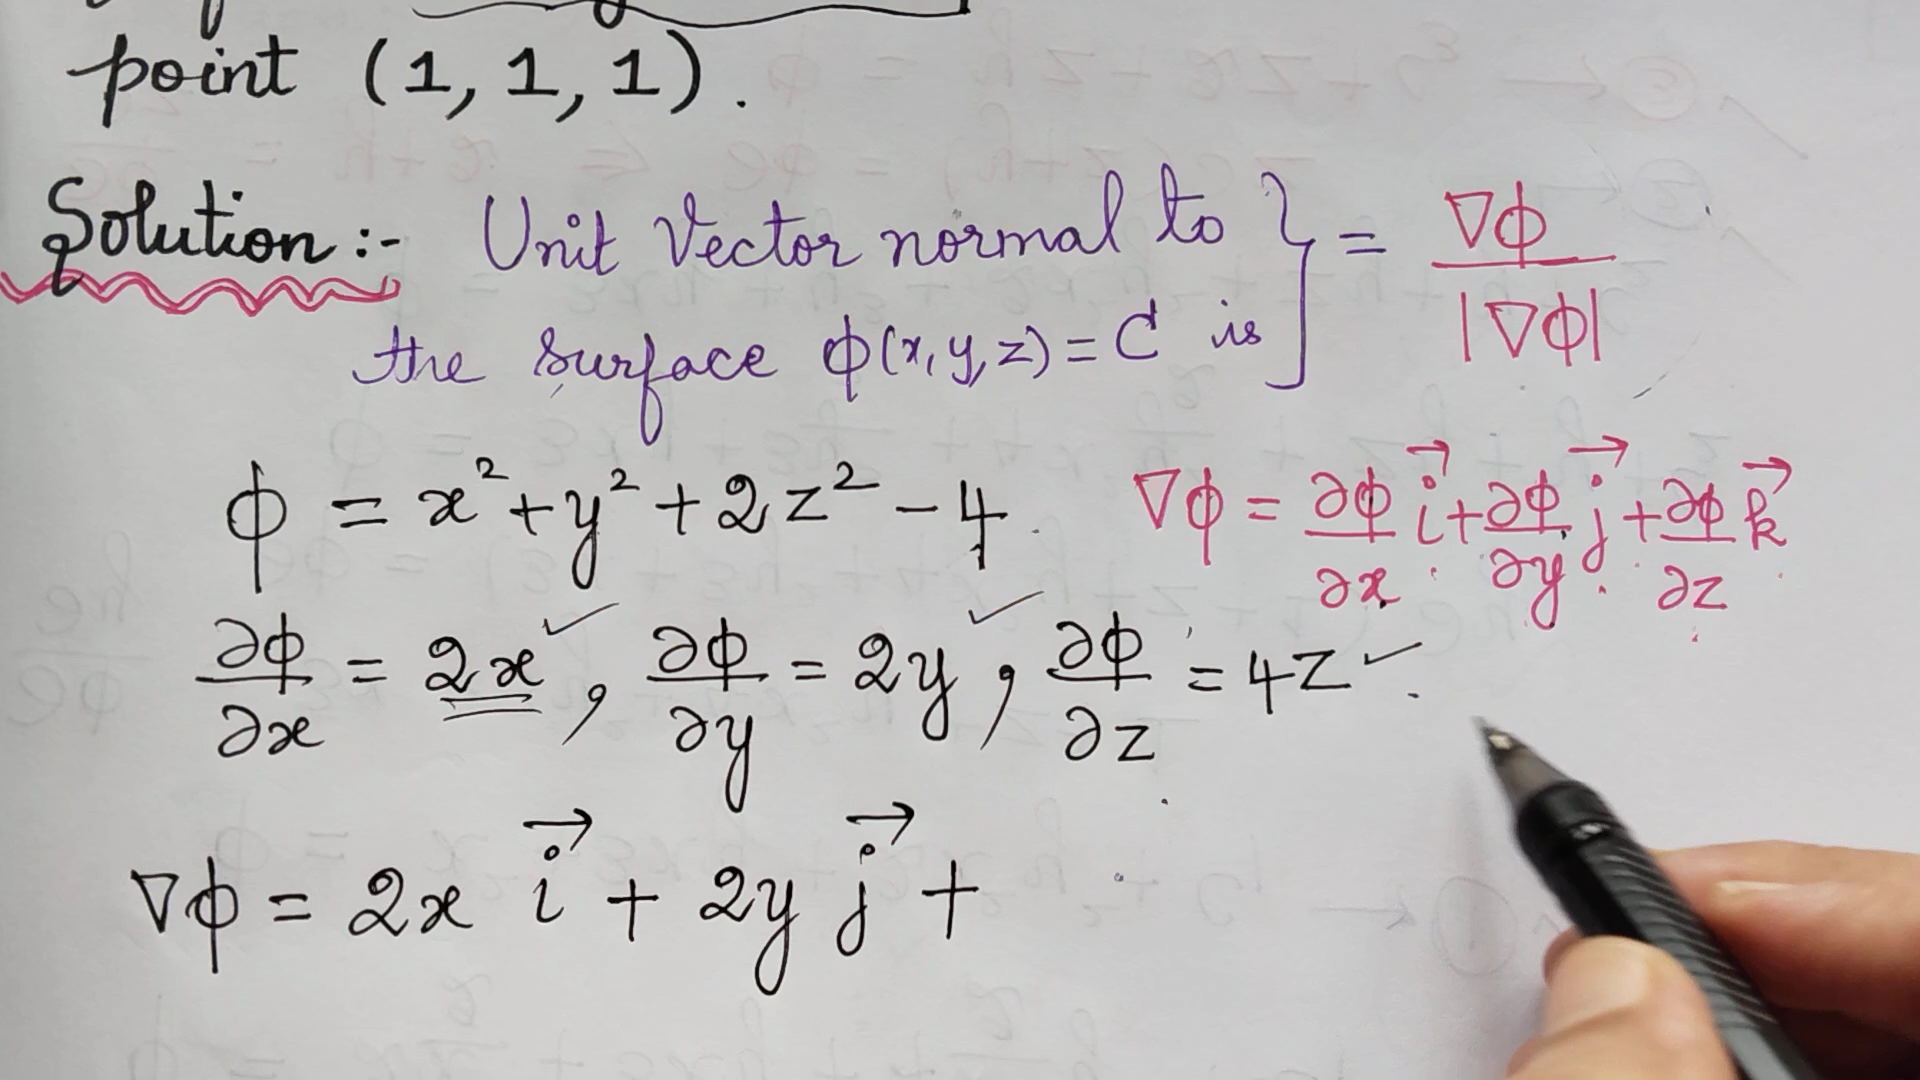 point (1, 1, 1).
Solution :- Unit Vector normal to } = ∇φ / |∇φ|
the surface φ(x, y, z) = C is
φ = x² + y² + 2z² - 4.
∇φ = ∂φ/∂x i⃗ + ∂φ/∂y j⃗ + ∂φ/∂z k⃗
∂φ/∂x = 2x ✓, ∂φ/∂y = 2y ✓, ∂φ/∂z = 4z ✓.
∇φ = 2x i⃗ + 2y j⃗ +